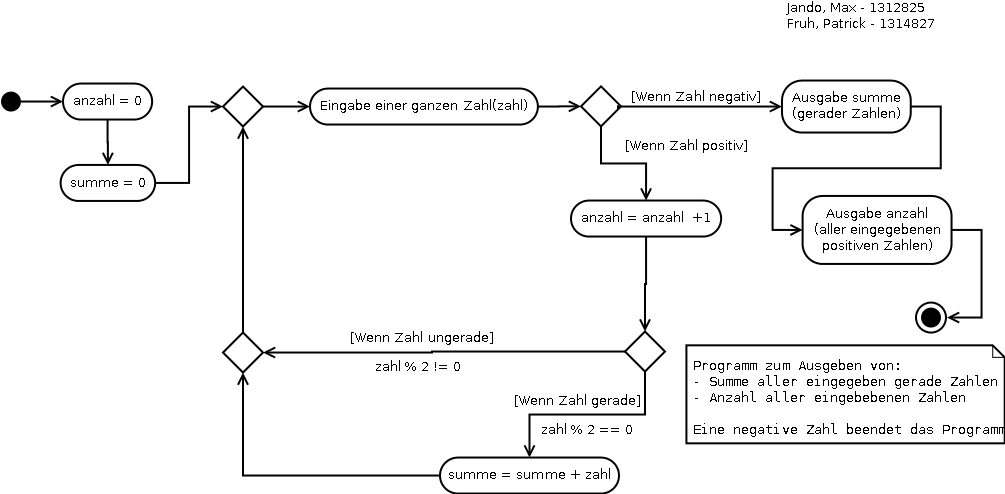 Jando, Max - 1312825
Fruh, Patrick - 1314827
anzahl = 0
summe = 0
Eingabe einer ganzen Zahl(zahl)
[Wenn Zahl negativ]
Ausgabe summe
(gerader Zahlen)
[Wenn Zahl positiv]
anzahl = anzahl  +1
Ausgabe anzahl
(aller eingegebenen
positiven Zahlen)
[Wenn Zahl ungerade]
zahl % 2 != 0
[Wenn Zahl gerade]
zahl % 2 == 0
summe = summe + zahl
Programm zum Ausgeben von:
- Summe aller eingegeben gerade Zahlen
- Anzahl aller eingebebenen Zahlen
Eine negative Zahl beendet das Programm